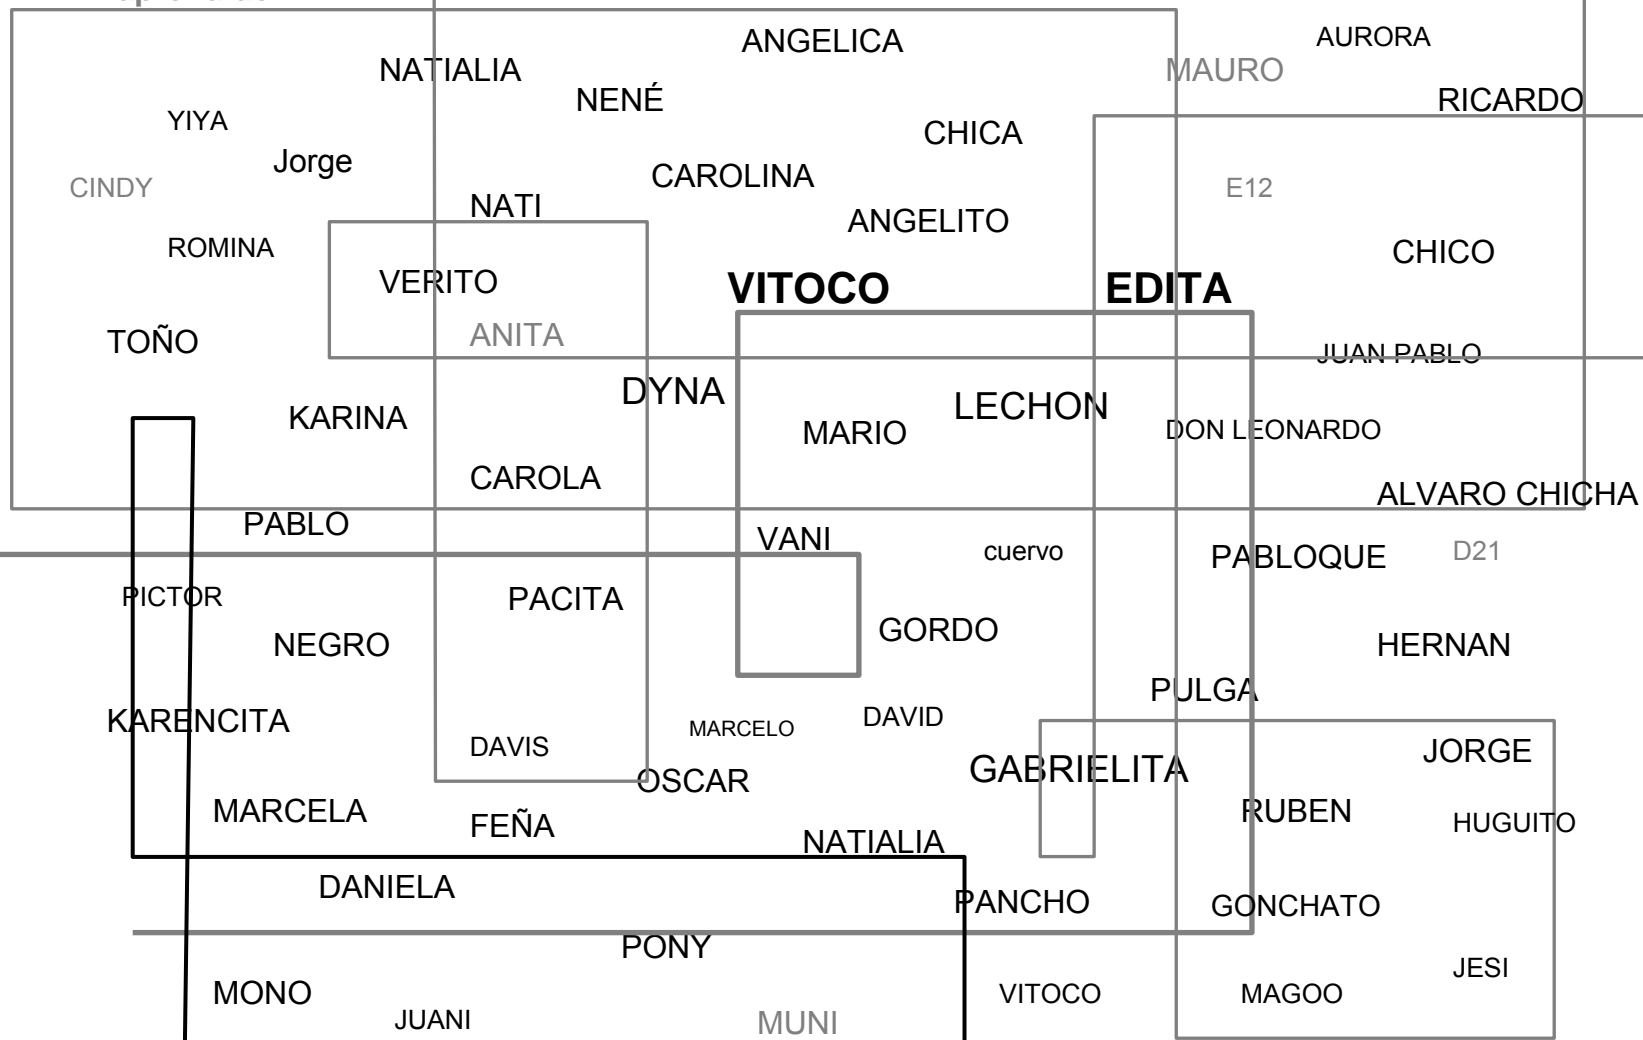 AURORA
ANGELICA
NATIALIA
MAURO
NENÉ
RICARDO
YIYA
CHICA
Jorge
CAROLINA
CINDY
E12
NATI
ANGELITO
ROMINA
CHICO
VERITO
VITOCO
EDITA
ANITA
TOÑO
JUAN PABLO
DYNA
LECHON
KARINA
MARIO
DON LEONARDO
CAROLA
ALVARO CHICHA
PABLO
VANI
cuervo
PABLOQUE
D21
PICTOR
PACITA
GORDO
NEGRO
HERNAN
PULGA
KARENCITA
MARCELO
DAVID
DAVIS
JORGE
GABRIELITA
OSCAR
MARCELA
RUBEN
HUGUITO
FEÑA
NATIALIA
DANIELA
PANCHO
GONCHATO
PONY
JESI
MONO
VITOCO
MAGOO
JUANI
MUNI